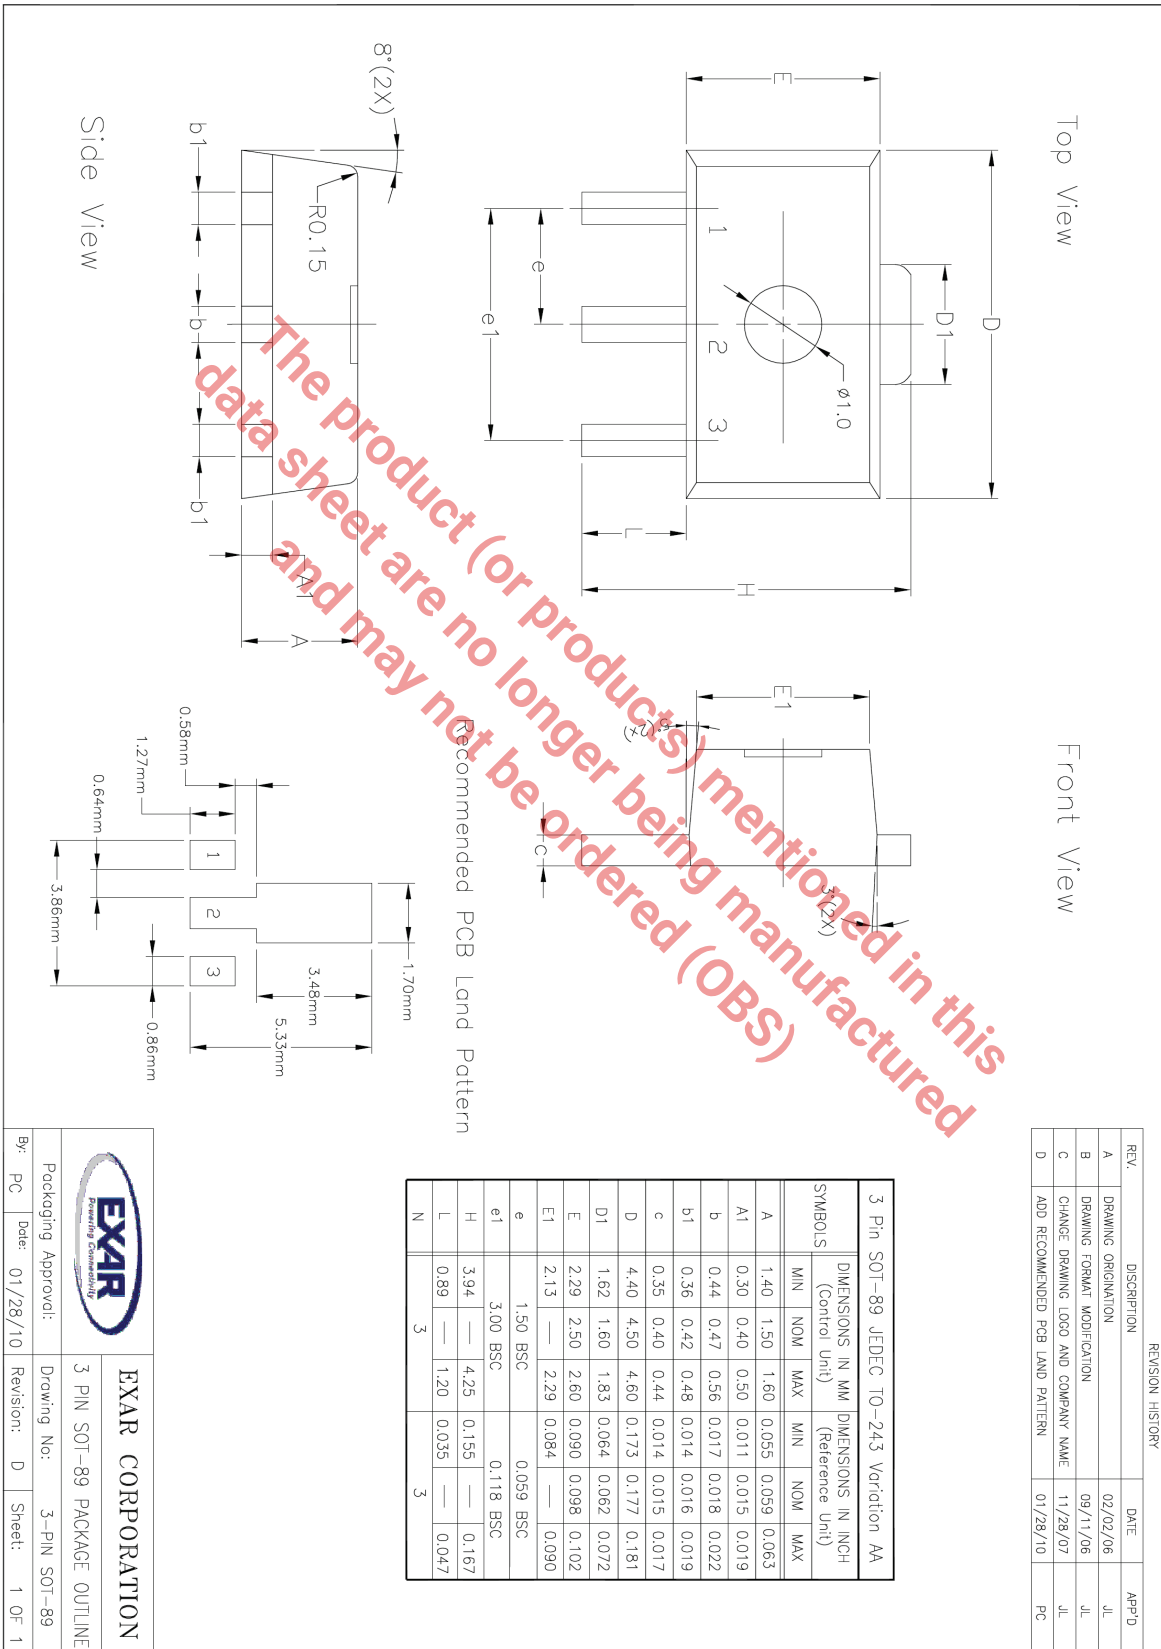 REVISION HISTORY
REV. DESCRIPTION DATE APP'D
A DRAWING ORIGINATION 02/02/06 JL
B DRAWING FORMAT MODIFICATION 09/11/06 JL
C CHANGE DRAWING LOGO AND COMPANY NAME 11/28/07 JL
D ADD RECOMMENDED PCB LAND PATTERN 01/28/10 PC
Top View
D
D1
E
ø1.0
1 2 3
e
e1
L
H
Front View
E1
5°(2X)
3°(2X)
C
Side View
8°(2X)
R0.15
b1
b
b1
A1
A
Recommended PCB Land Pattern
1.70mm
3.48mm
5.33mm
0.58mm
1.27mm
0.64mm
3.86mm
0.86mm
1
2
3
3 Pin SOT-89 JEDEC TO-243 Variation AA
SYMBOLS DIMENSIONS IN MM (Control Unit) DIMENSIONS IN INCH (Reference Unit)
MIN NOM MAX MIN NOM MAX
A 1.40 1.50 1.60 0.055 0.059 0.063
A1 0.30 0.40 0.50 0.011 0.015 0.019
b 0.44 0.47 0.56 0.017 0.018 0.022
b1 0.36 0.42 0.48 0.014 0.016 0.019
c 0.35 0.40 0.44 0.014 0.015 0.017
D 4.40 4.50 4.60 0.173 0.177 0.181
D1 1.62 1.60 1.83 0.064 0.062 0.072
E 2.29 2.50 2.60 0.090 0.098 0.102
E1 2.13 — 2.29 0.084 — 0.090
e 1.50 BSC 0.059 BSC
e1 3.00 BSC 0.118 BSC
H 3.94 — 4.25 0.155 — 0.167
L 0.89 — 1.20 0.035 — 0.047
N 3 3
EXAR
Powering Connectivity
EXAR CORPORATION
3 PIN SOT-89 PACKAGE OUTLINE
Packaging Approval:
Drawing No: 3-PIN SOT-89
By: PC Date: 01/28/10 Revision: D Sheet: 1 OF 1
The product (or products) mentioned in this
data sheet are no longer being manufactured
and may not be ordered (OBS)